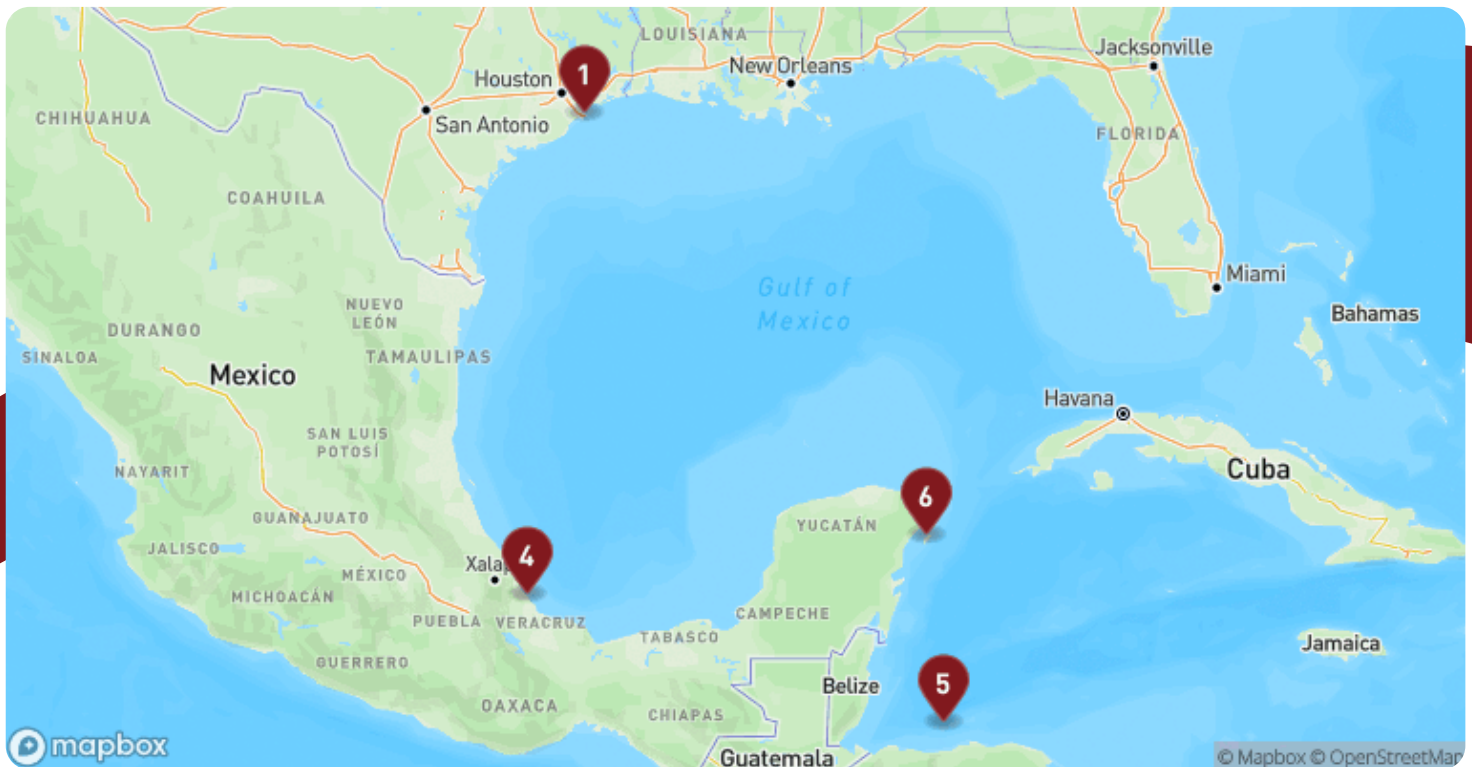 LOUISIANA
Jacksonville
New Orleans
Houston
1
CHIHUAHUA
San Antonio
FLORIDA
COAHUILA
Gulf of
Mexico
Miami
NUEVO
LEÓN
Bahamas
DURANGO
SINALOA
TAMAULIPAS
Mexico
Havana
SAN LUIS
POTOSÍ
NAYARIT
Cuba
6
GUANAJUATO
YUCATÁN
JALISCO
Xalap
4
MÉXICO
MICHOACÁN
PUEBLA
VERACRUZ
CAMPECHE
TABASCO
Jamaica
GUERRERO
Belize
5
OAXACA
CHIAPAS
mapbox
Guatemala
© Mapbox © OpenStreetMap